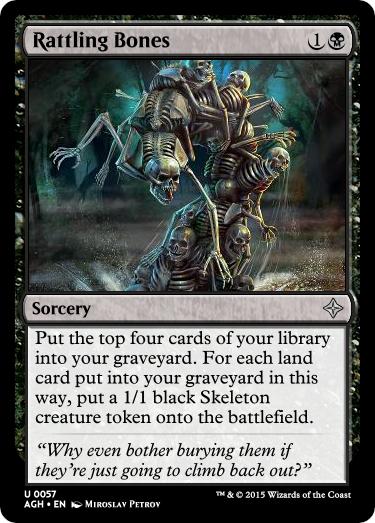 Rattling Bones 1
Sorcery
Put the top four cards of your library
into your graveyard. For each land
card put into your graveyard in this
way, put a 1/1 black Skeleton
creature token onto the battlefield.
“Why even bother burying them if
they’re just going to climb back out?”
U 0057
AGH • EN Miroslav Petrov
™ & © 2015 Wizards of the Coast